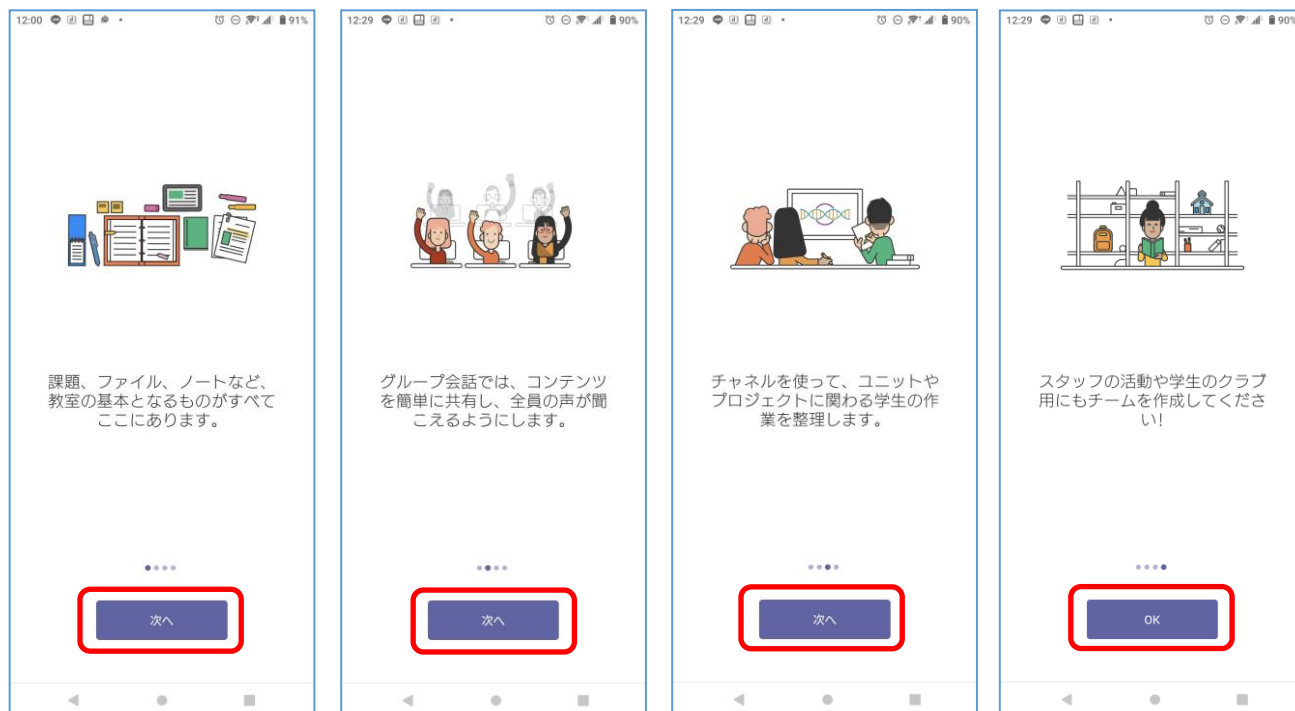 12:00
91%
課題、ファイル、ノートなど、
教室の基本となるものがすべて
ここにあります。
次へ
12:29
90%
グループ会話では、コンテンツ
を簡単に共有し、全員の声が聞
こえるようにします。
次へ
12:29
90%
チャネルを使って、ユニットや
プロジェクトに関わる学生の作
業を整理します。
次へ
12:29
90%
スタッフの活動や学生のクラブ
用にもチームを作成してくださ
い!
OK